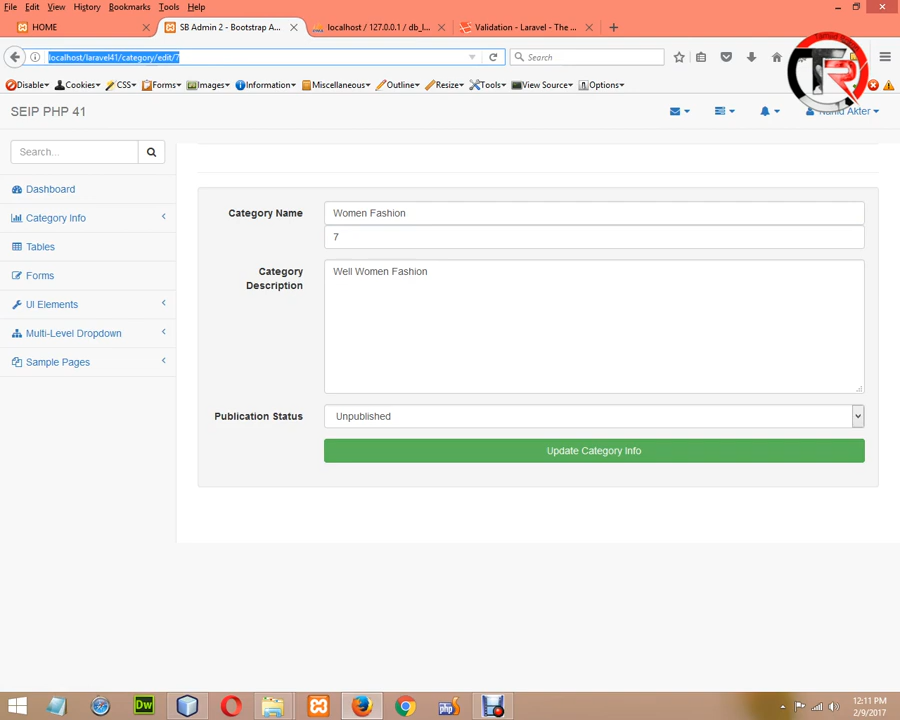 File Edit View History Bookmarks Tools Help
HOME
SB Admin 2 - Bootstrap A...
localhost / 127.0.0.1 / db_l...
Validation - Laravel - The ...
localhost/laravel41/category/edit/7
Search
Disable Cookies CSS Forms Images Information Miscellaneous Outline Resize Tools View Source Options
SEIP PHP 41
Nahid Akter
Search...
Dashboard
Category Info
Tables
Forms
UI Elements
Multi-Level Dropdown
Sample Pages
Category Name
Women Fashion
7
Category
Description
Well Women Fashion
Publication Status
Unpublished
Update Category Info
Dw
php
12:11 PM
2/9/2017